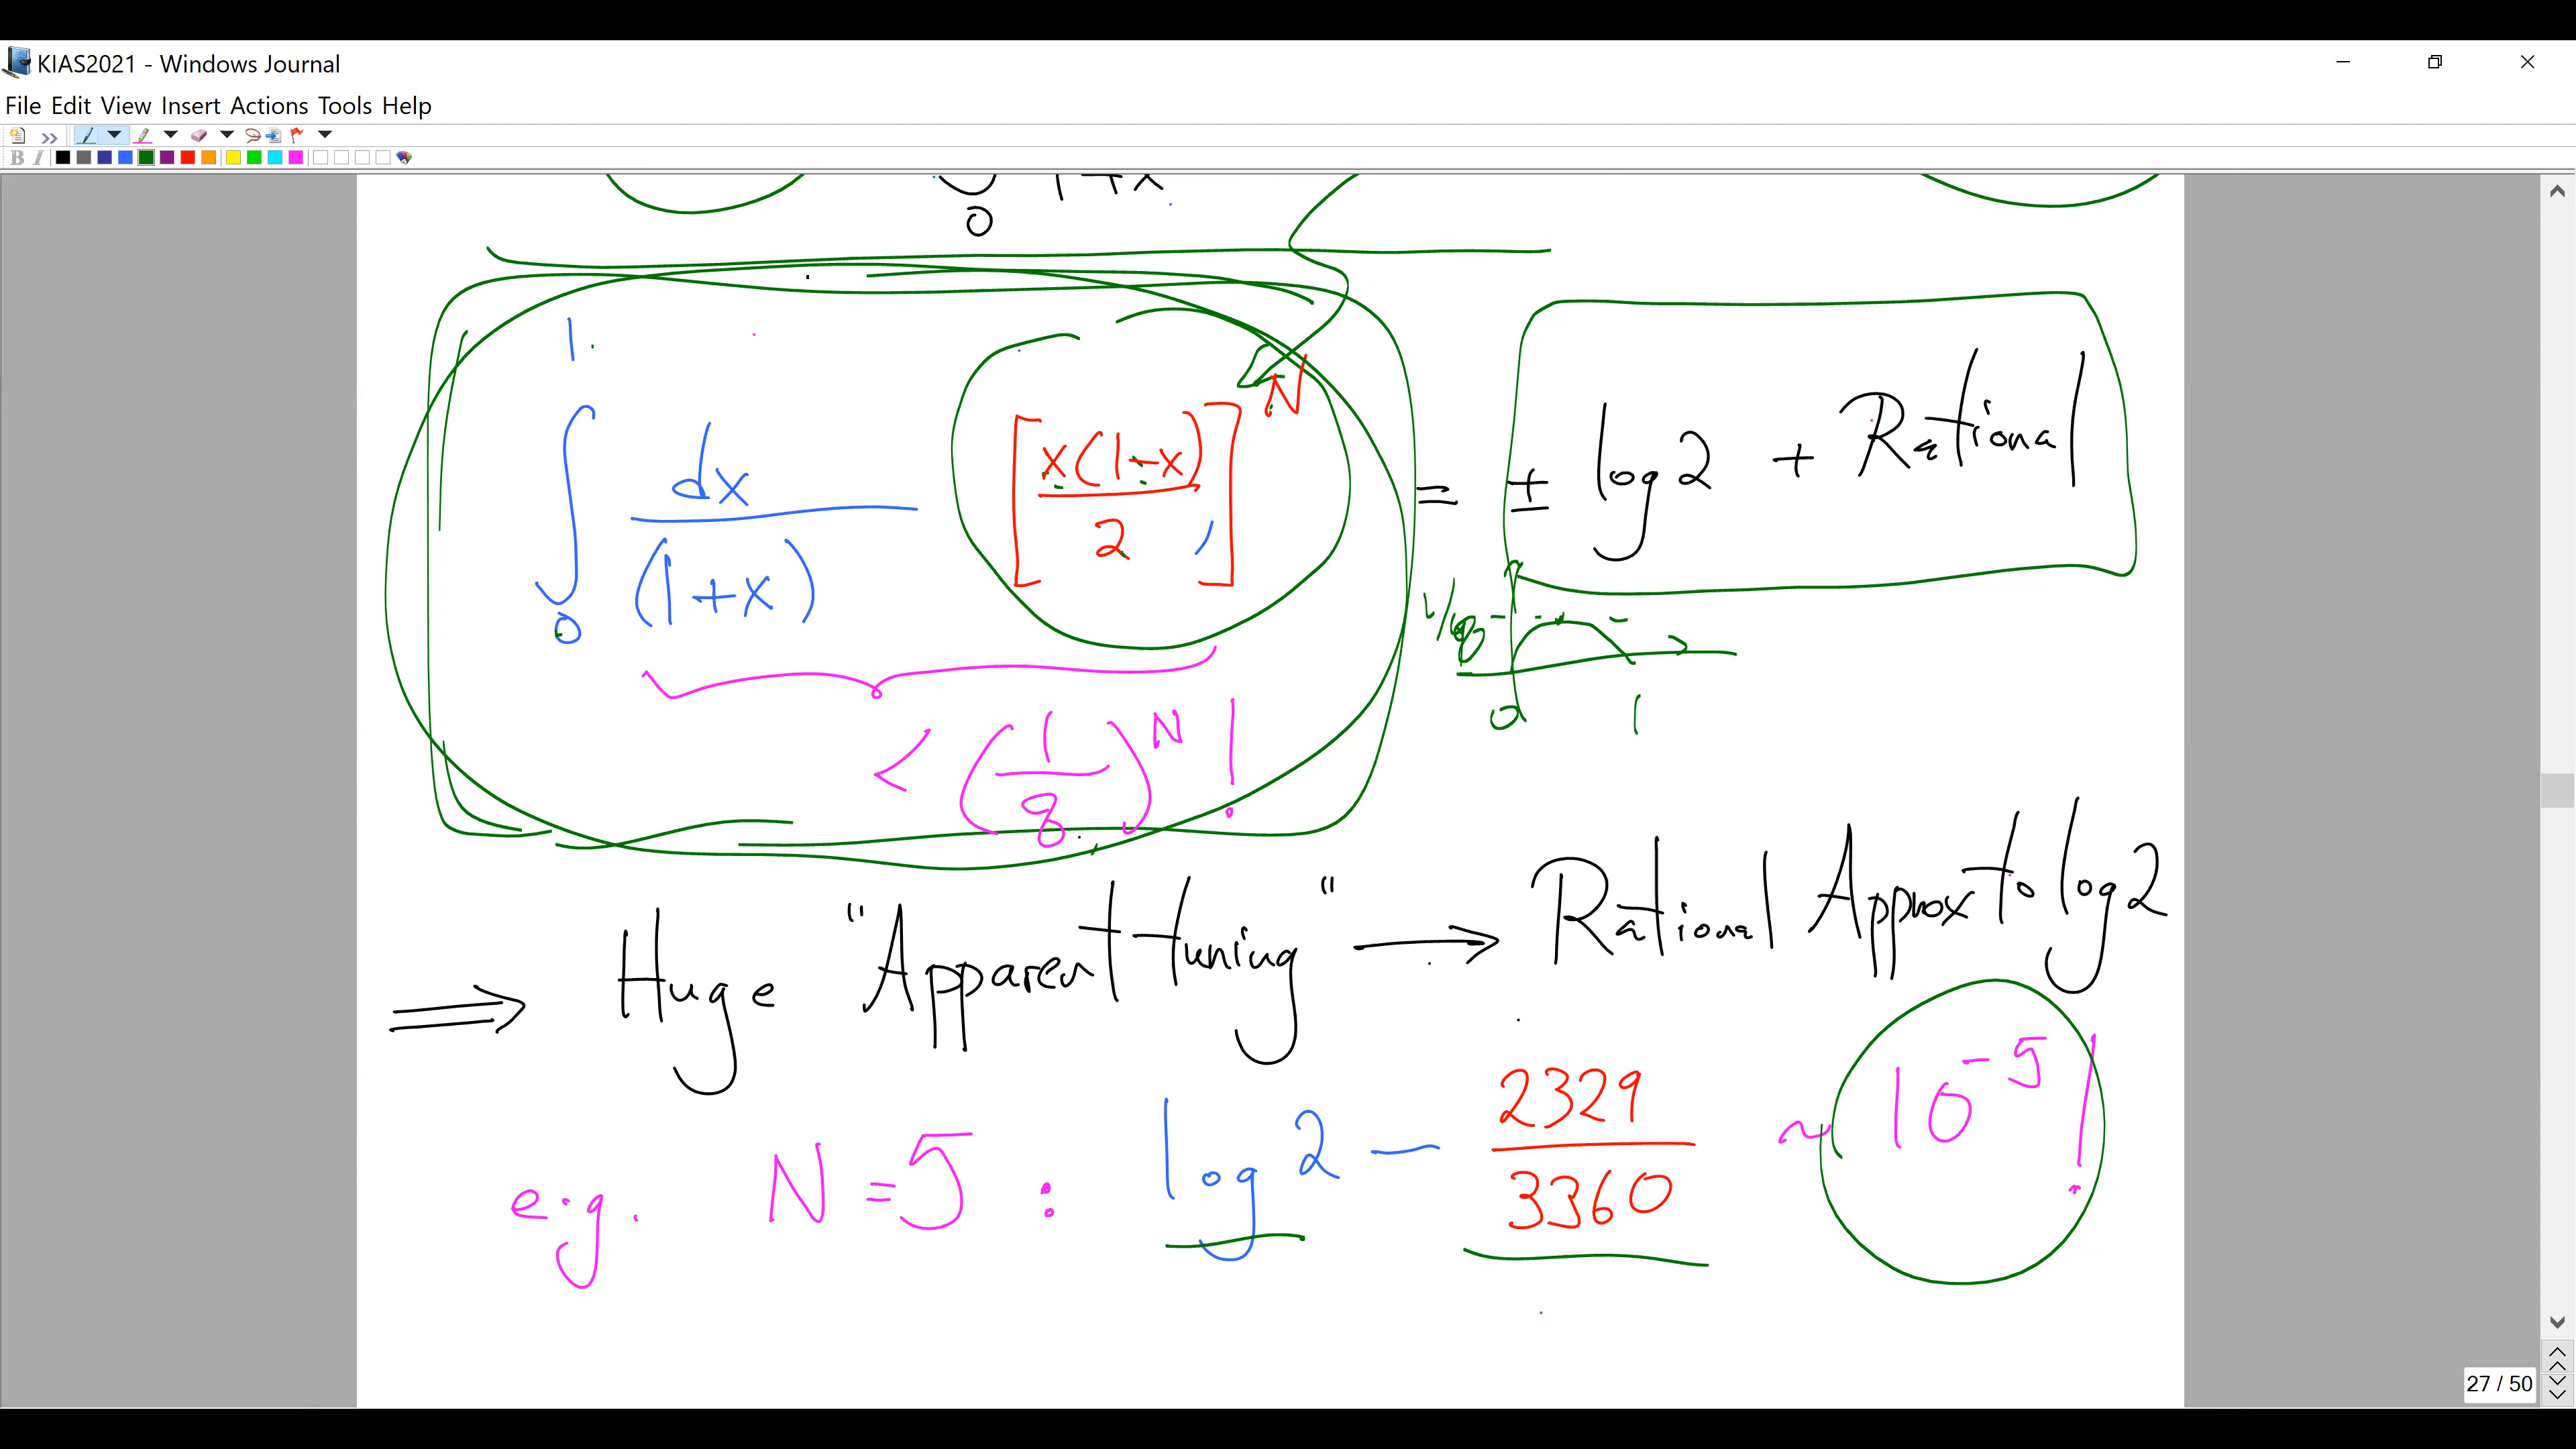 KIAS2021 - Windows Journal
File Edit View Insert Actions Tools Help
B I
0 1+x
∫₀¹ dx/(1+x) [x(1-x)/2]^N = ± log 2 + Rational
1/8
0 1
< (1/8)^N !
⇒ Huge "Apparent tuning" → Rational Approx to log 2
e.g. N = 5 : log 2 - 2329/3360 ~ 10^-5 !
27 / 50